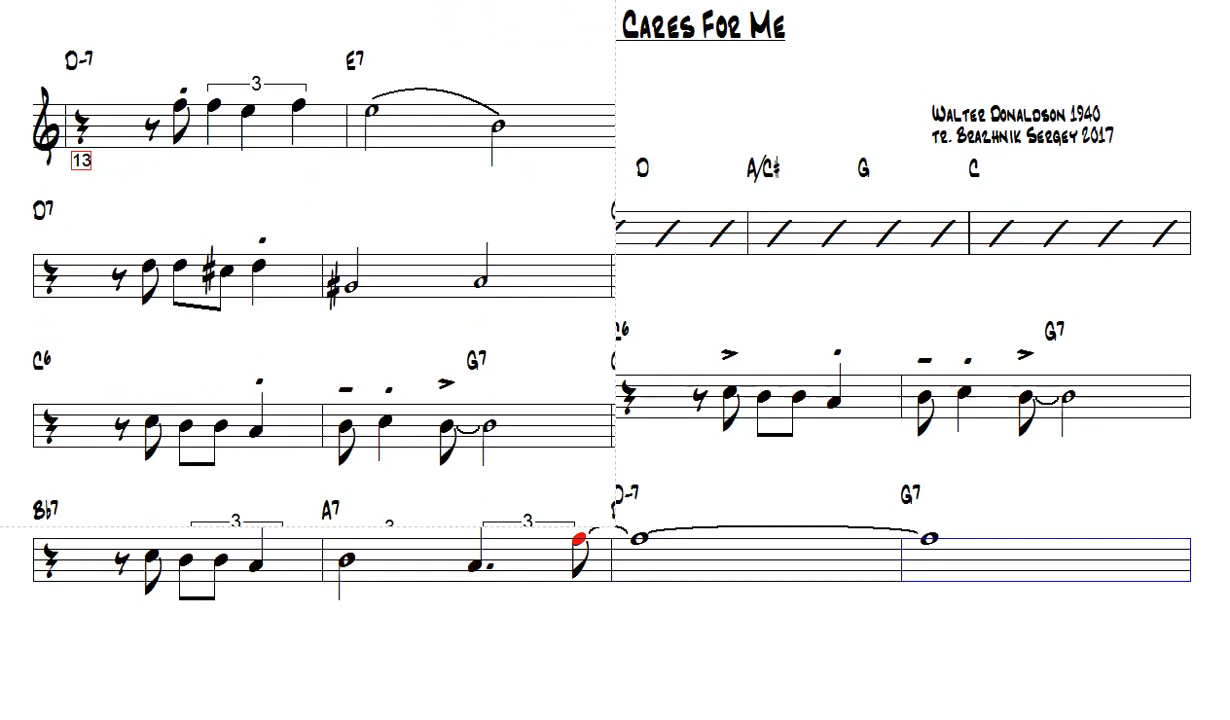 Cares For Me
D-7 E7
3
Walter Donaldson 1940
tr. Brazhnik Sergey 2017
13
D A/C# G C
D7
C6 G7
C6 G7
Bb7 A7 D-7 G7
3 3